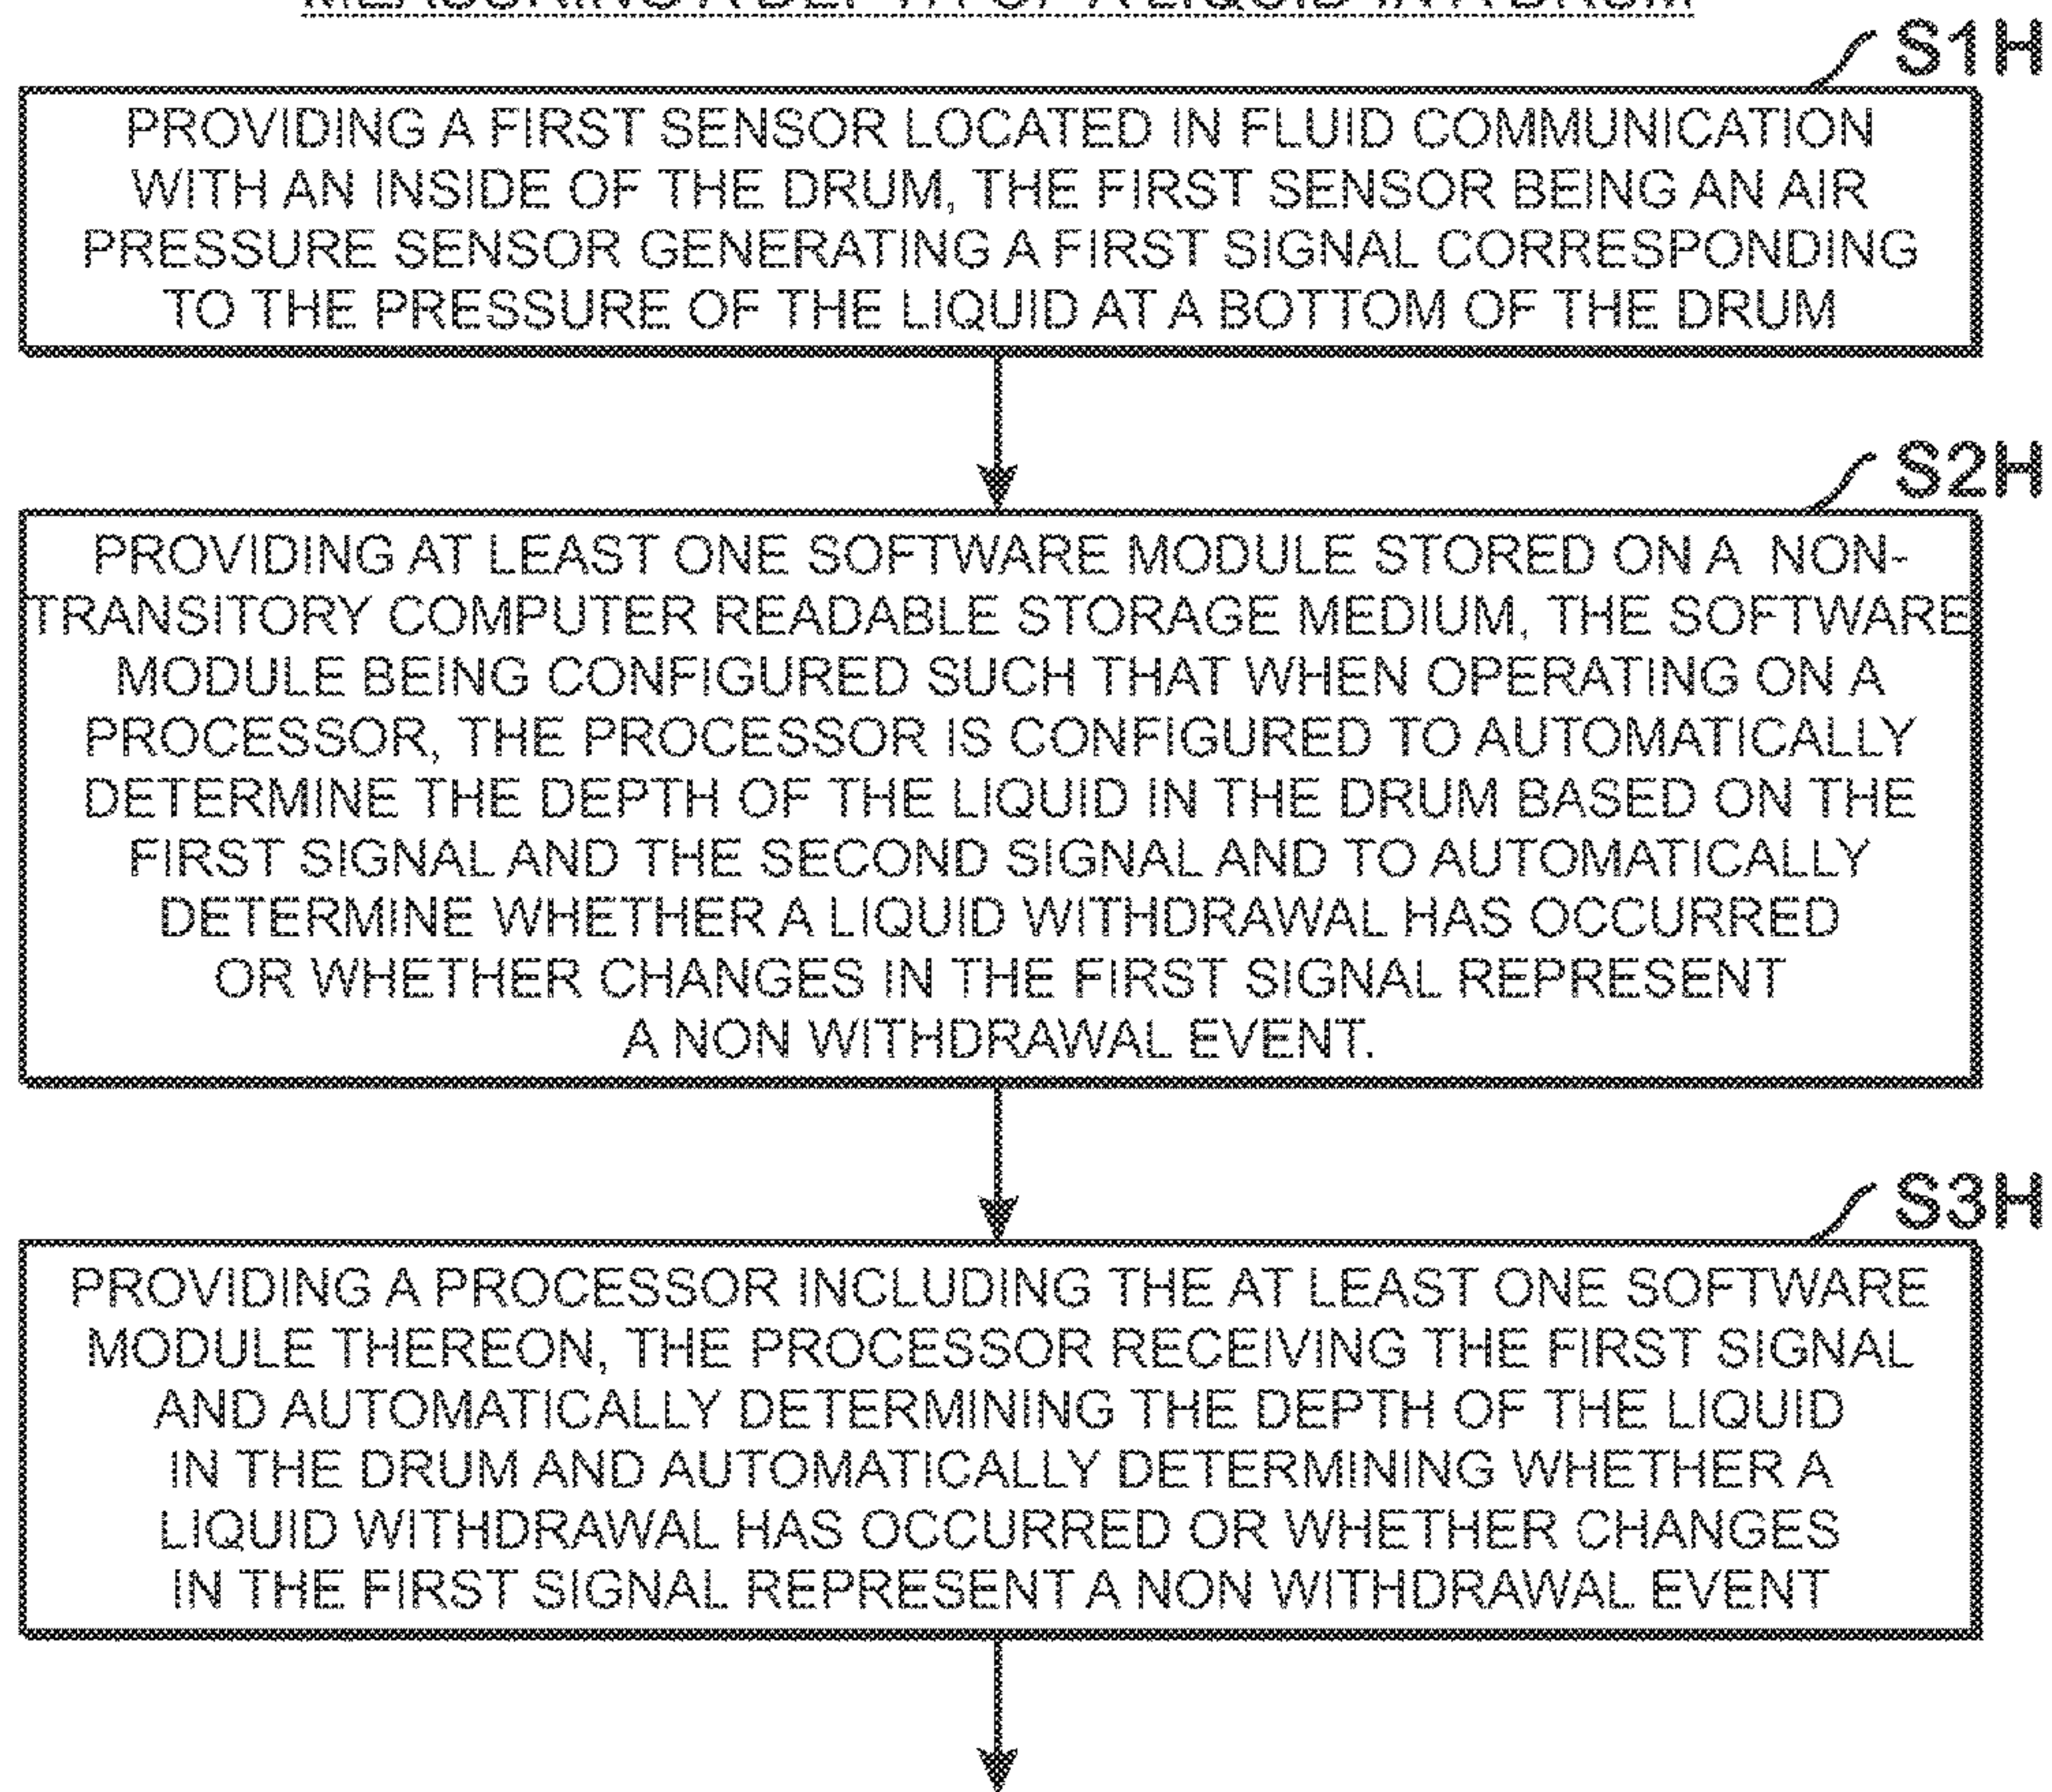 MEASURING A DEPTH OF A LIQUID IN A DRUM
S1H
PROVIDING A FIRST SENSOR LOCATED IN FLUID COMMUNICATION
WITH AN INSIDE OF THE DRUM, THE FIRST SENSOR BEING AN AIR
PRESSURE SENSOR GENERATING A FIRST SIGNAL CORRESPONDING
TO THE PRESSURE OF THE LIQUID AT A BOTTOM OF THE DRUM
S2H
PROVIDING AT LEAST ONE SOFTWARE MODULE STORED ON A NON-
TRANSITORY COMPUTER READABLE STORAGE MEDIUM, THE SOFTWARE
MODULE BEING CONFIGURED SUCH THAT WHEN OPERATING ON A
PROCESSOR, THE PROCESSOR IS CONFIGURED TO AUTOMATICALLY
DETERMINE THE DEPTH OF THE LIQUID IN THE DRUM BASED ON THE
FIRST SIGNAL AND THE SECOND SIGNAL AND TO AUTOMATICALLY
DETERMINE WHETHER A LIQUID WITHDRAWAL HAS OCCURRED
OR WHETHER CHANGES IN THE FIRST SIGNAL REPRESENT
A NON WITHDRAWAL EVENT.
S3H
PROVIDING A PROCESSOR INCLUDING THE AT LEAST ONE SOFTWARE
MODULE THEREON, THE PROCESSOR RECEIVING THE FIRST SIGNAL
AND AUTOMATICALLY DETERMINING THE DEPTH OF THE LIQUID
IN THE DRUM AND AUTOMATICALLY DETERMINING WHETHER A
LIQUID WITHDRAWAL HAS OCCURRED OR WHETHER CHANGES
IN THE FIRST SIGNAL REPRESENT A NON WITHDRAWAL EVENT